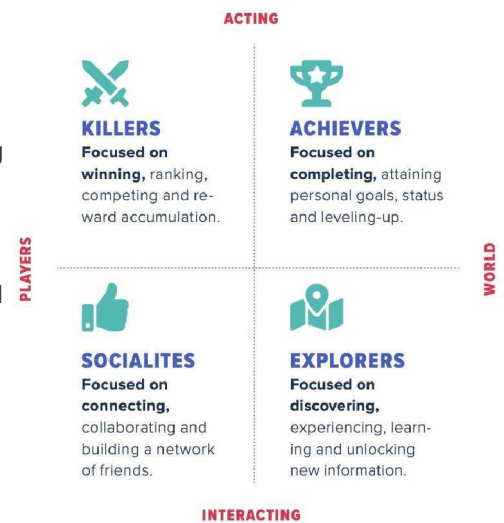 ACTING
KILLERS
Focused on
winning, ranking,
competing and re-
ward accumulation.
ACHIEVERS
Focused on
completing, attaining
personal goals, status
and leveling-up.
PLAYERS
WORLD
SOCIALITES
Focused on
connecting,
collaborating and
building a network
of friends.
EXPLORERS
Focused on
discovering,
experiencing, learn-
ing and unlocking
new information.
INTERACTING